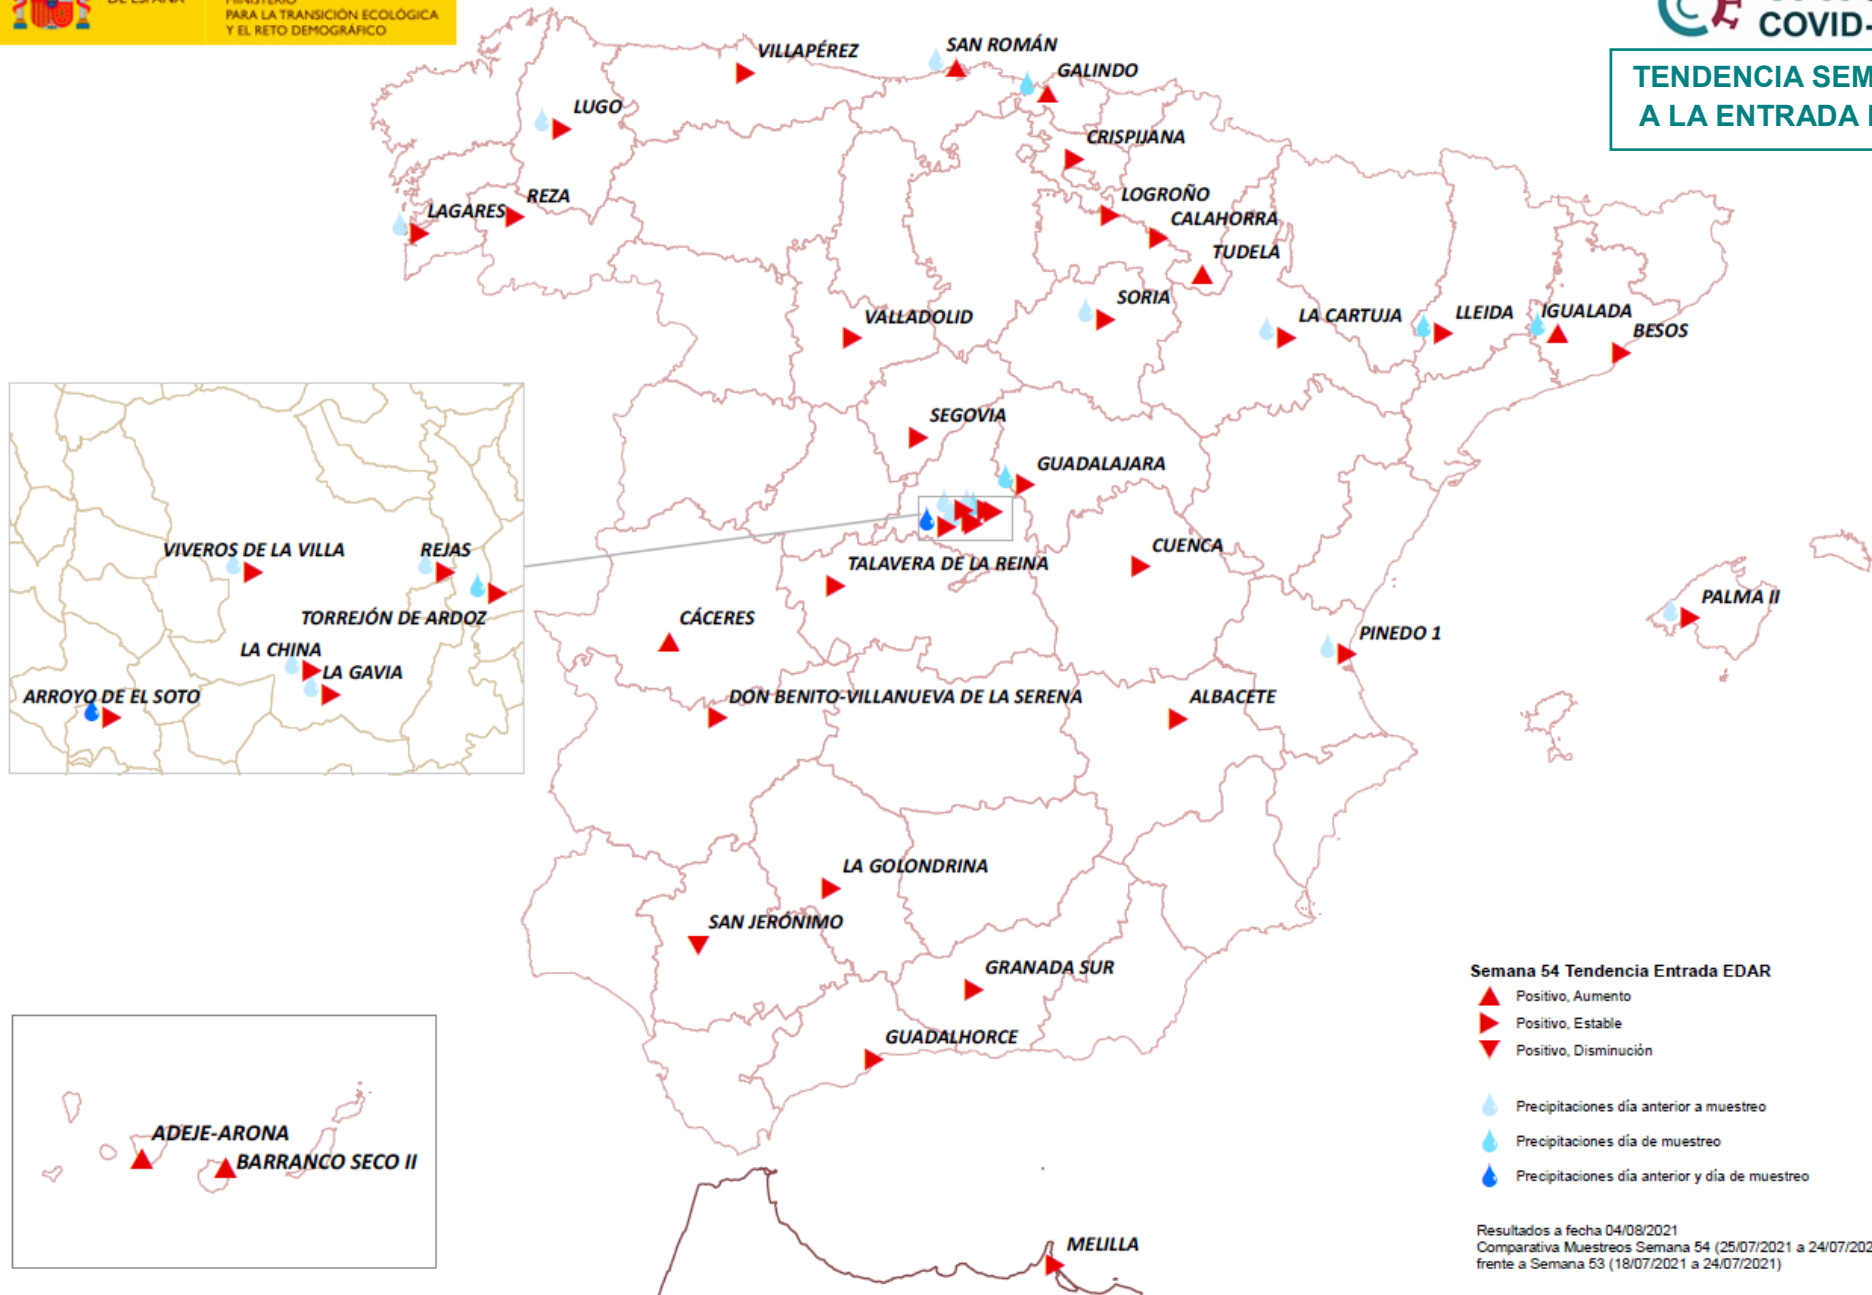 DE ESPAÑA
MINISTERIO
PARA LA TRANSICIÓN ECOLÓGICA
Y EL RETO DEMOGRÁFICO
COVID-
TENDENCIA SEM
A LA ENTRADA
VILLAPÉREZ
SAN ROMÁN
GALINDO
LUGO
CRISPIJANA
REZA
LAGARES
LOGROÑO
CALAHORRA
TUDELA
SORIA
VALLADOLID
LA CARTUJA
LLEIDA
IGUALADA
BESOS
SEGOVIA
GUADALAJARA
VIVEROS DE LA VILLA
REJAS
TORREJÓN DE ARDOZ
LA CHINA
LA GAVIA
ARROYO DE EL SOTO
TALAVERA DE LA REINA
CUENCA
CÁCERES
PALMA II
PINEDO 1
DON BENITO-VILLANUEVA DE LA SERENA
ALBACETE
LA GOLONDRINA
SAN JERÓNIMO
GRANADA SUR
GUADALHORCE
ADEJE-ARONA
BARRANCO SECO II
MELILLA
Semana 54 Tendencia Entrada EDAR
Positivo, Aumento
Positivo, Estable
Positivo, Disminución
Precipitaciones día anterior a muestreo
Precipitaciones día de muestreo
Precipitaciones día anterior y día de muestreo
Resultados a fecha 04/08/2021
Comparativa Muestreos Semana 54 (25/07/2021 a 24/07/202
frente a Semana 53 (18/07/2021 a 24/07/2021)